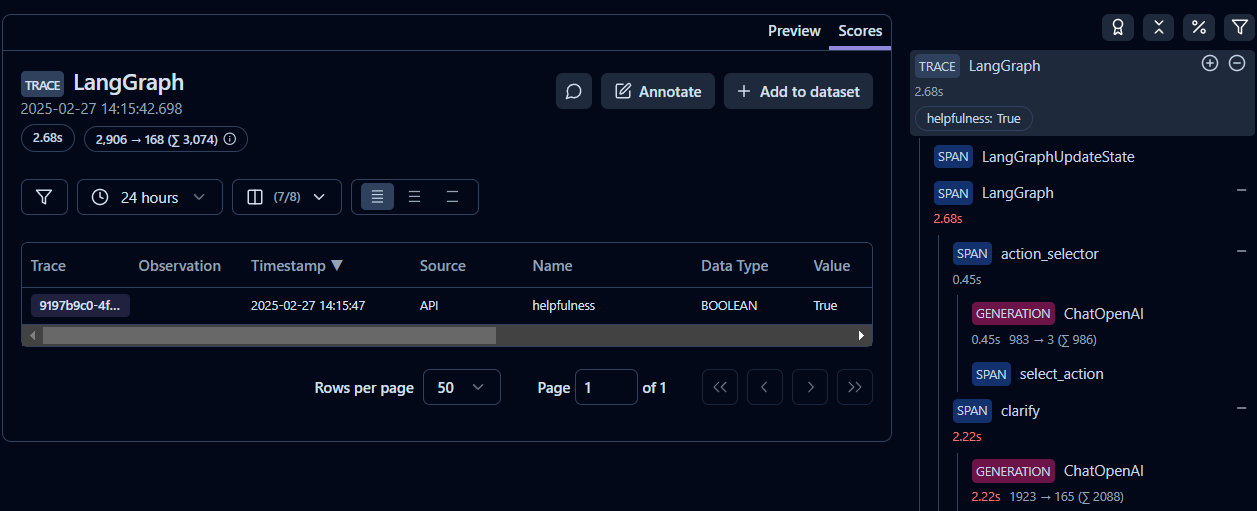 Preview Scores
TRACE LangGraph
2025-02-27 14:15:42.698
Annotate
Add to dataset
2.68s 2,906 → 168 (∑ 3,074)
24 hours (7/8)
Trace Observation Timestamp ▼ Source Name Data Type Value
9197b9c0-4f... 2025-02-27 14:15:47 API helpfulness BOOLEAN True
Rows per page 50 Page 1 of 1
TRACE LangGraph
2.68s
helpfulness: True
SPAN LangGraphUpdateState
SPAN LangGraph
2.68s
SPAN action_selector
0.45s
GENERATION ChatOpenAI
0.45s 983 → 3 (∑ 986)
SPAN select_action
SPAN clarify
2.22s
GENERATION ChatOpenAI
2.22s 1923 → 165 (∑ 2088)